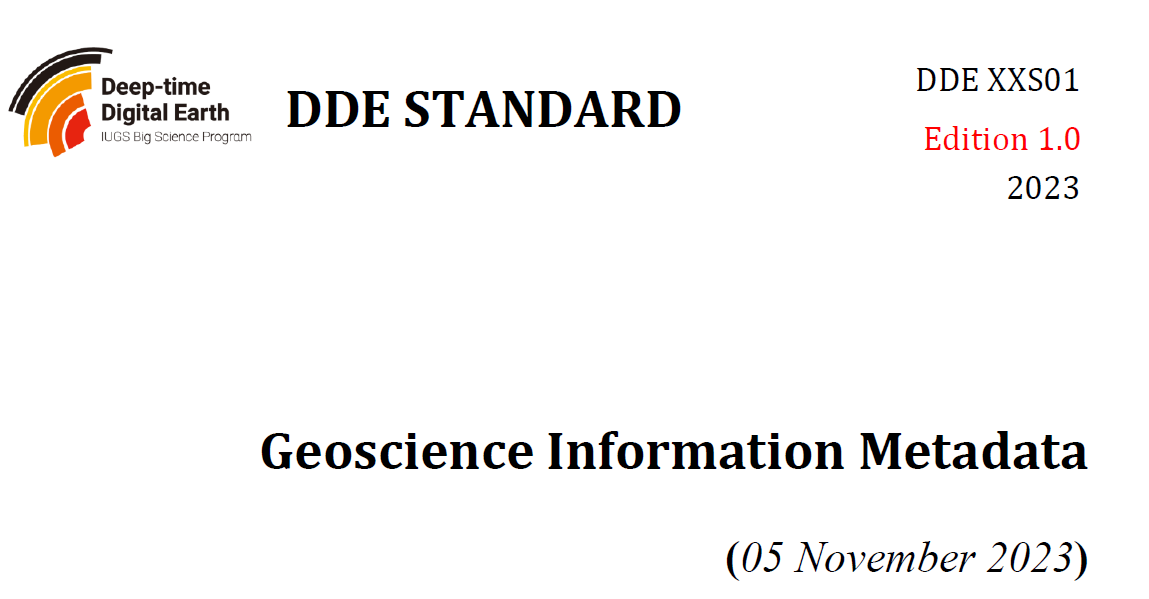 Deep-time
Digital Earth
IUGS Big Science Program
DDE STANDARD
DDE XXS01
Edition 1.0
2023
Geoscience Information Metadata
(05 November 2023)